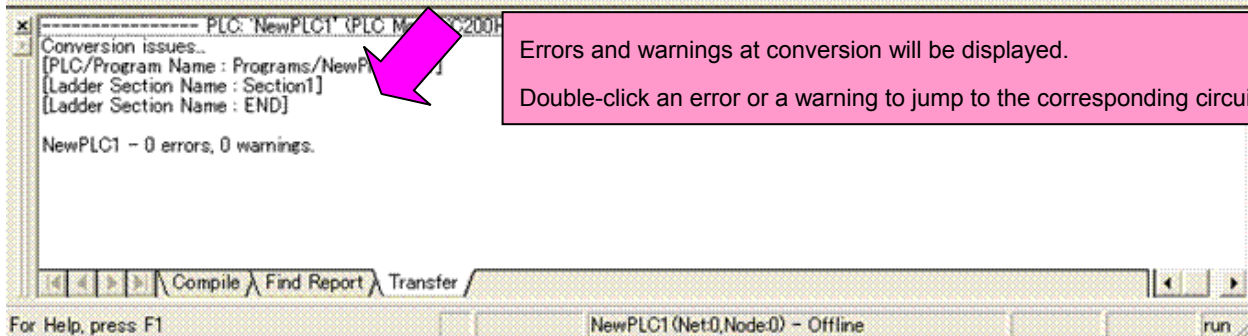 ---------------- PLC: 'NewPLC1' (PLC
Errors and warnings at conversion will be displayed.
Double-click an error or a warning to jump to the corresponding
Conversion issues..
[PLC/Program Name : Programs/
[Ladder Section Name : Section1]
[Ladder Section Name : END]
NewPLC1 - 0 errors, 0 warnings.
Compile Find Report Transfer
For Help, press F1 NewPLC1(Net:0,Node:0) - Offline run